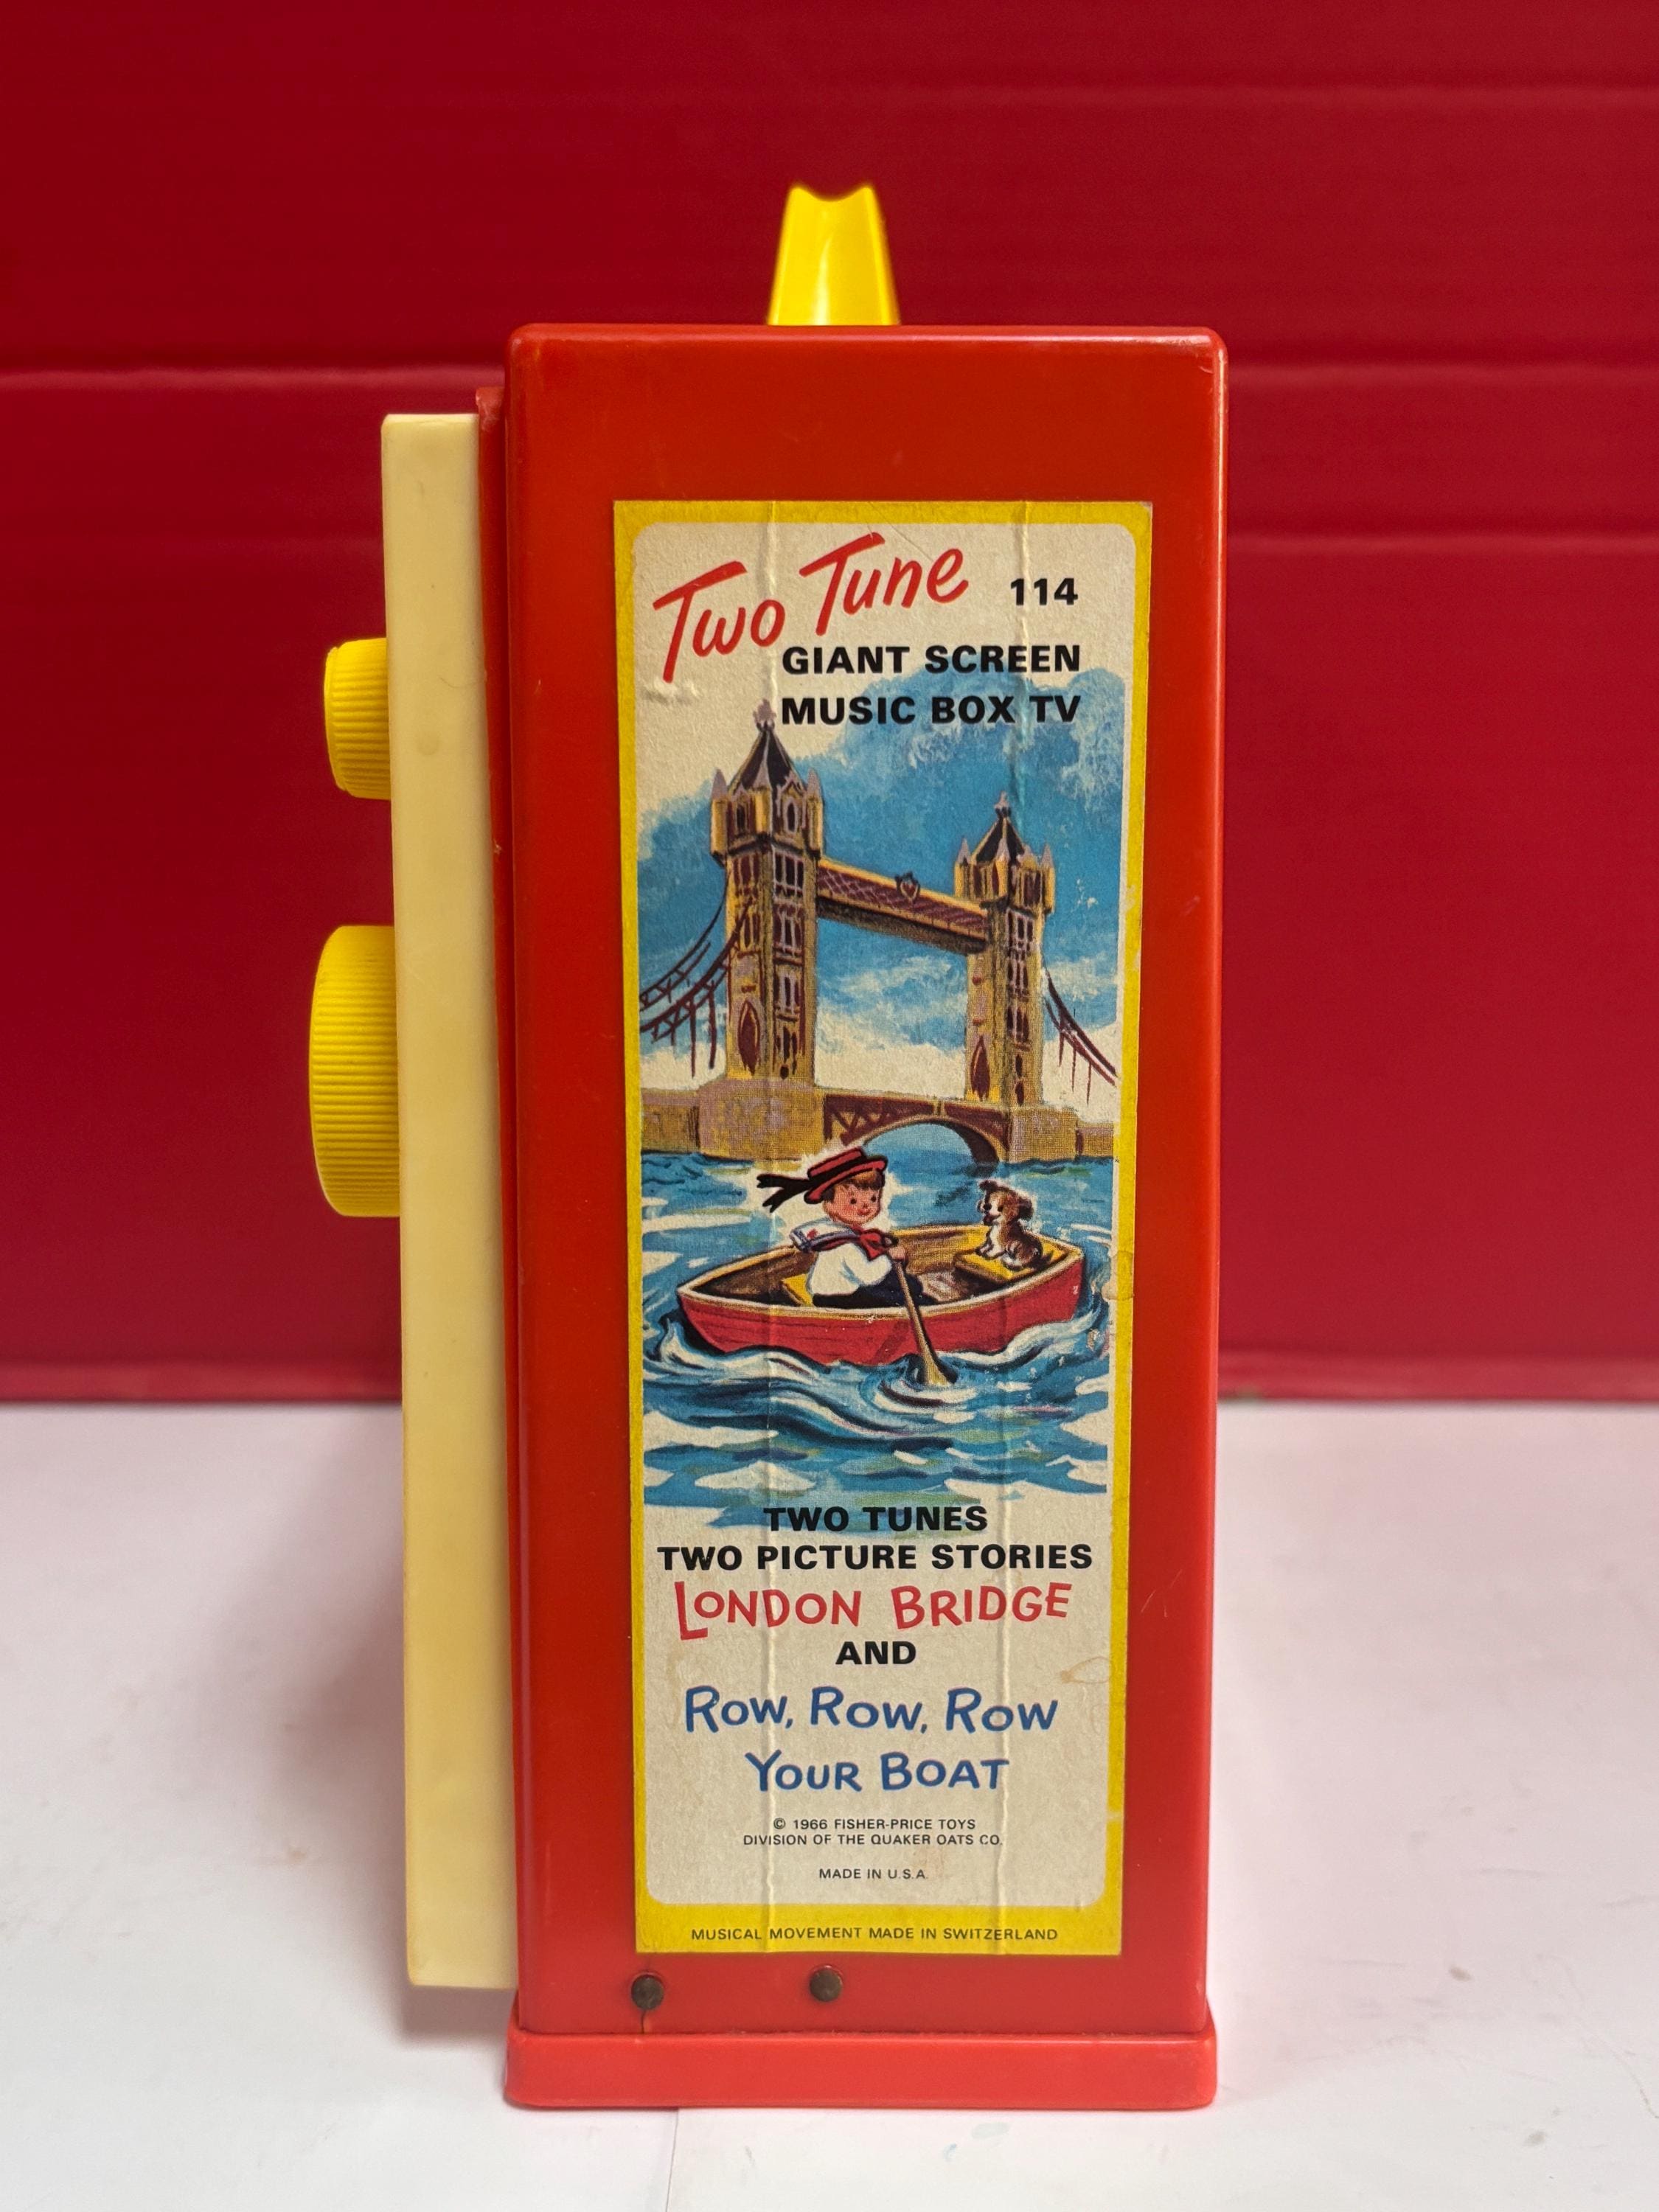 Two Tune 114
GIANT SCREEN
MUSIC BOX TV
TWO TUNES
TWO PICTURE STORIES
LONDON BRIDGE
AND
ROW, ROW, ROW
YOUR BOAT
© 1966 FISHER-PRICE TOYS
DIVISION OF THE QUAKER OATS CO.
MADE IN U.S.A.
MUSICAL MOVEMENT MADE IN SWITZERLAND